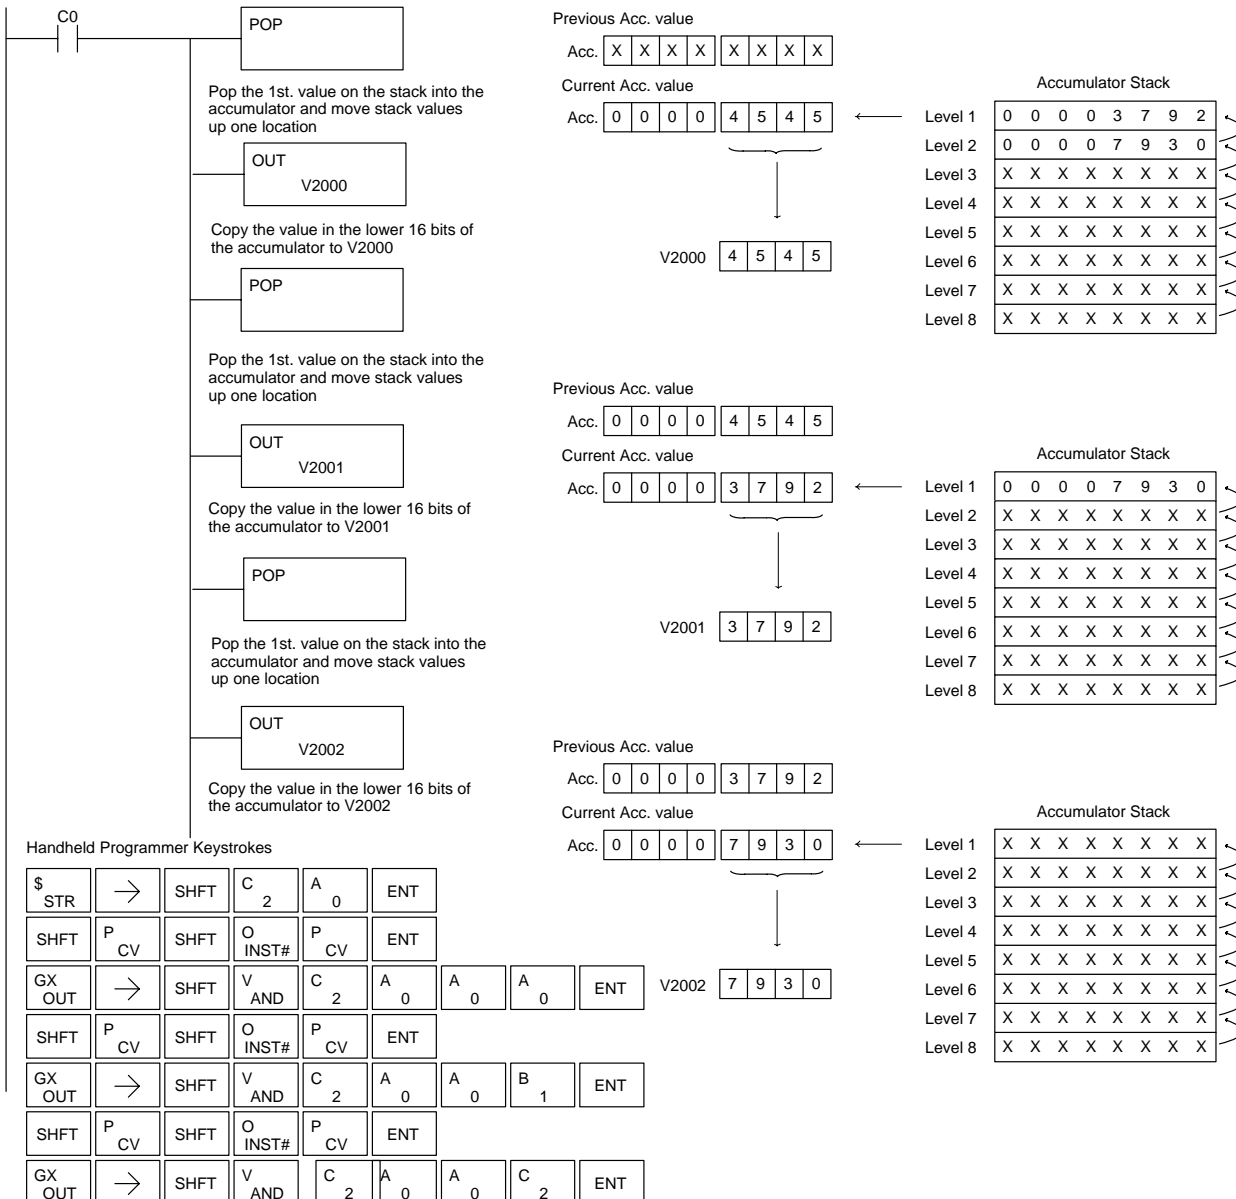 C0
POP
Pop the 1st. value on the stack into the
accumulator and move stack values
up one location
OUT
V2000
Copy the value in the lower 16 bits of
the accumulator to V2000
POP
Pop the 1st. value on the stack into the
accumulator and move stack values
up one location
OUT
V2001
Copy the value in the lower 16 bits of
the accumulator to V2001
POP
Pop the 1st. value on the stack into the
accumulator and move stack values
up one location
OUT
V2002
Copy the value in the lower 16 bits of
the accumulator to V2002
Previous Acc. value
Acc. X X X X X X X X
Current Acc. value
Acc. 0 0 0 0 4 5 4 5
V2000 4 5 4 5
Accumulator Stack
Level 1 0 0 0 0 3 7 9 2
Level 2 0 0 0 0 7 9 3 0
Level 3 X X X X X X X X
Level 4 X X X X X X X X
Level 5 X X X X X X X X
Level 6 X X X X X X X X
Level 7 X X X X X X X X
Level 8 X X X X X X X X
Previous Acc. value
Acc. 0 0 0 0 4 5 4 5
Current Acc. value
Acc. 0 0 0 0 3 7 9 2
V2001 3 7 9 2
Accumulator Stack
Level 1 0 0 0 0 7 9 3 0
Level 2 X X X X X X X X
Level 3 X X X X X X X X
Level 4 X X X X X X X X
Level 5 X X X X X X X X
Level 6 X X X X X X X X
Level 7 X X X X X X X X
Level 8 X X X X X X X X
Previous Acc. value
Acc. 0 0 0 0 3 7 9 2
Current Acc. value
Acc. 0 0 0 0 7 9 3 0
V2002 7 9 3 0
Accumulator Stack
Level 1 X X X X X X X X
Level 2 X X X X X X X X
Level 3 X X X X X X X X
Level 4 X X X X X X X X
Level 5 X X X X X X X X
Level 6 X X X X X X X X
Level 7 X X X X X X X X
Level 8 X X X X X X X X
Handheld Programmer Keystrokes
$ STR → SHFT C 2 A 0 ENT
SHFT P CV SHFT O INST# P CV ENT
GX OUT → SHFT V AND C 2 A 0 A 0 A 0 ENT
SHFT P CV SHFT O INST# P CV ENT
GX OUT → SHFT V AND C 2 A 0 A 0 B 1 ENT
SHFT P CV SHFT O INST# P CV ENT
GX OUT → SHFT V AND C 2 A 0 A 0 C 2 ENT